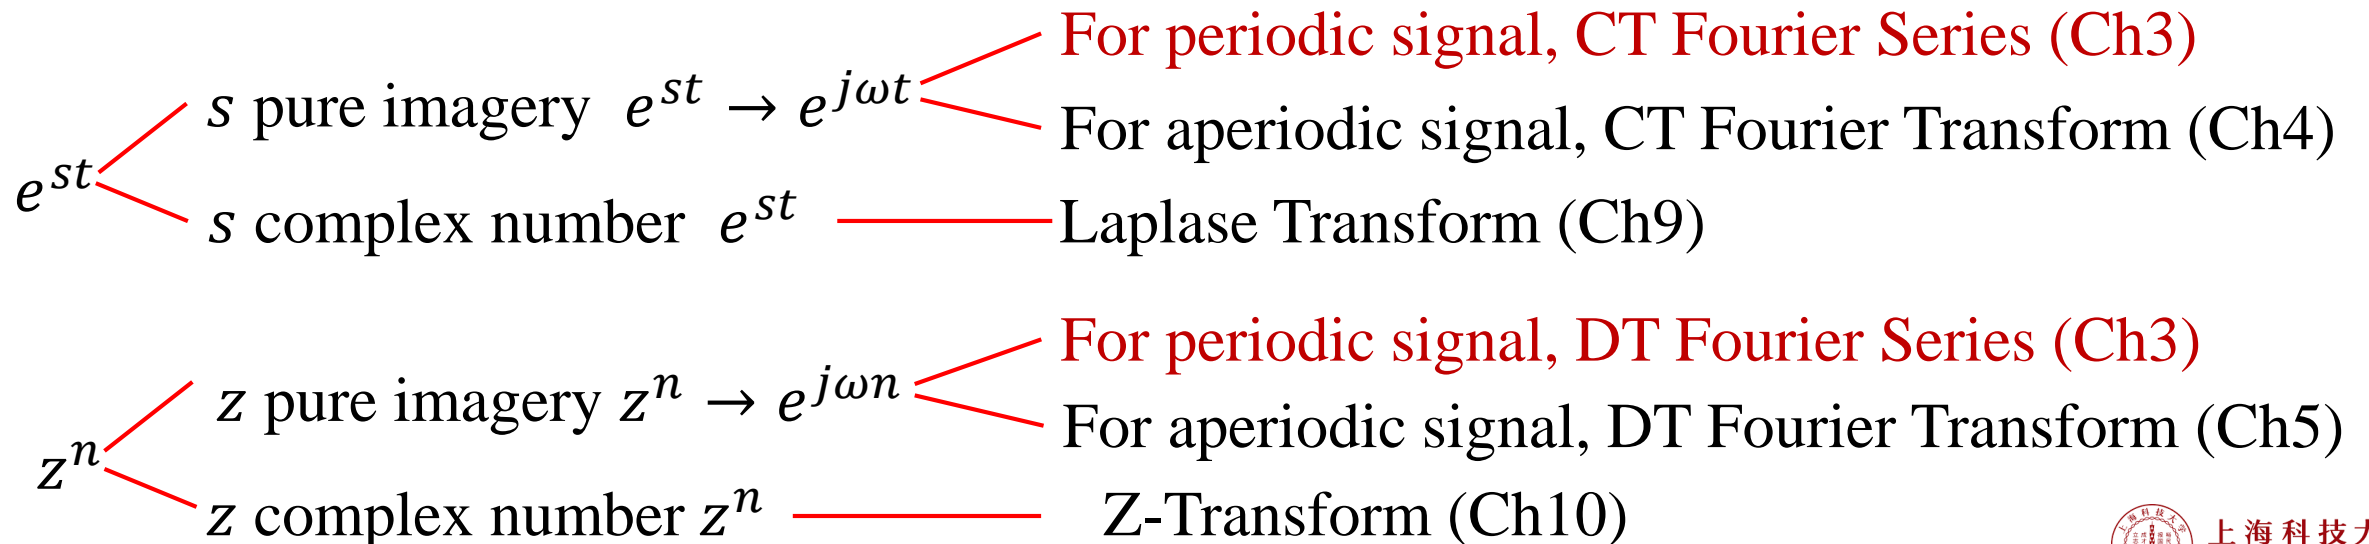 For periodic signal, CT Fourier Series (Ch3)
s pure imagery e^{st} → e^{jωt}
For aperiodic signal, CT Fourier Transform (Ch4)
e^{st}
s complex number e^{st} Laplase Transform (Ch9)
For periodic signal, DT Fourier Series (Ch3)
z pure imagery z^n → e^{jωn}
For aperiodic signal, DT Fourier Transform (Ch5)
z^n
z complex number z^n Z-Transform (Ch10)
上海科技